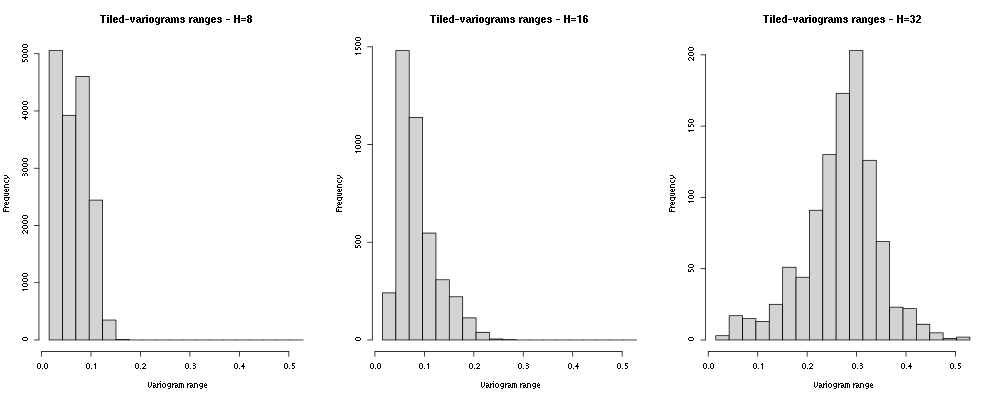 Tiled-variograms ranges - H=8
Frequency
0
1000
2000
3000
4000
5000
0.0 0.1 0.2 0.3 0.4 0.5
Variogram range
Tiled-variograms ranges - H=16
Frequency
0
500
1000
1500
0.0 0.1 0.2 0.3 0.4 0.5
Variogram range
Tiled-variograms ranges - H=32
Frequency
0
50
100
150
200
0.0 0.1 0.2 0.3 0.4 0.5
Variogram range